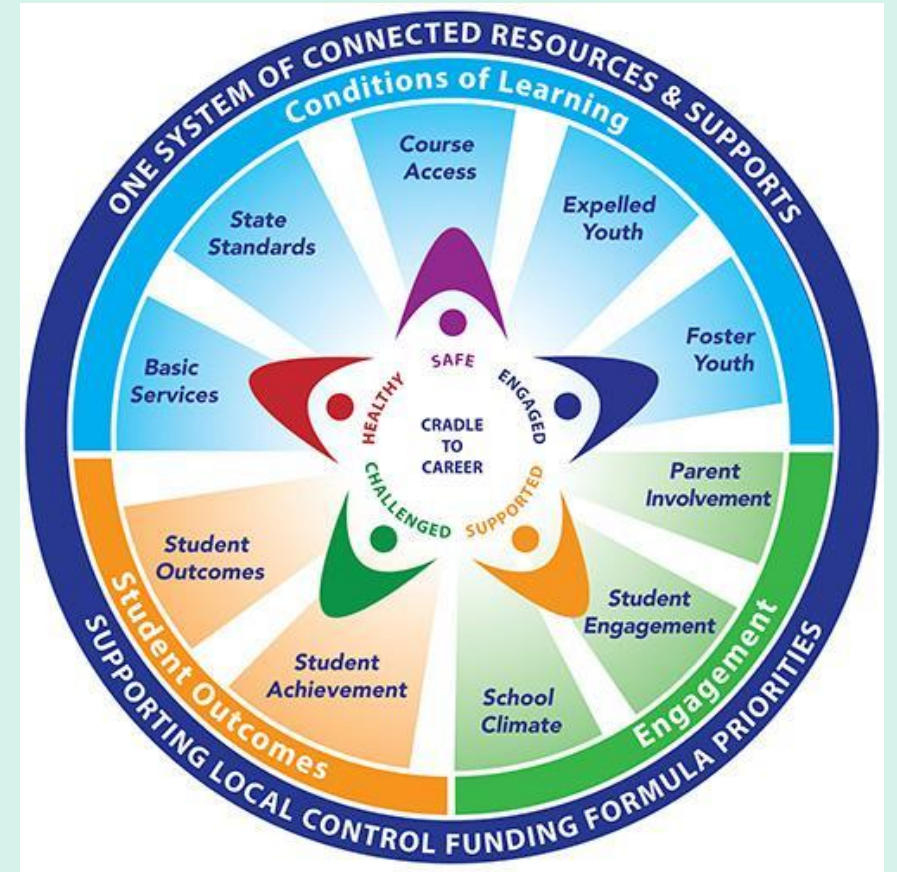 ONE SYSTEM OF CONNECTED RESOURCES & SUPPORTS
Conditions of Learning
Course
Access
State
Standards
Expelled
Youth
Basic
Services
Foster
Youth
SAFE
HEALTHY
ENGAGED
CRADLE
TO
CAREER
CHALLENGED
SUPPORTED
Parent
Involvement
Student
Outcomes
Student
Engagement
Student
Achievement
School
Climate
Student Outcomes
Engagement
SUPPORTING LOCAL CONTROL FUNDING FORMULA PRIORITIES